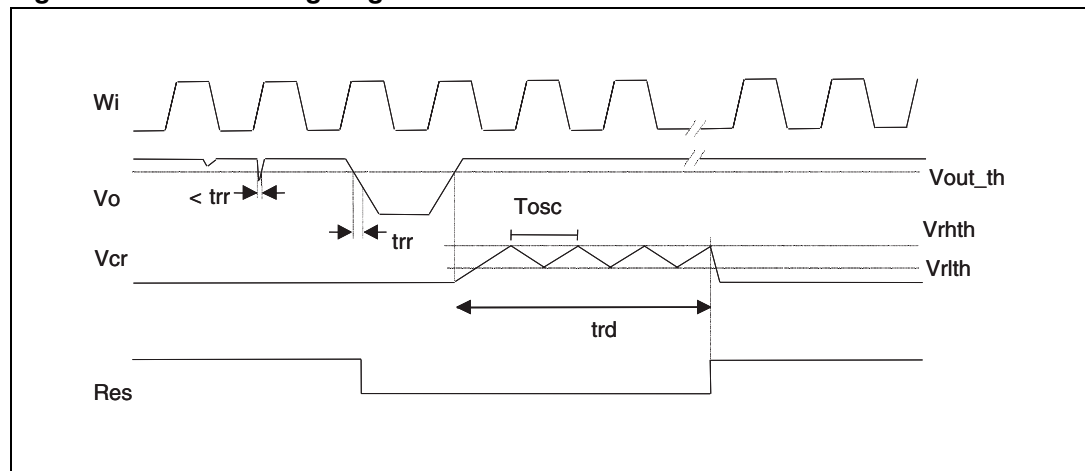 Wi
Vout_th
Vo
< trr
Tosc
trr
Vrhth
Vcr
Vrlth
trd
Res